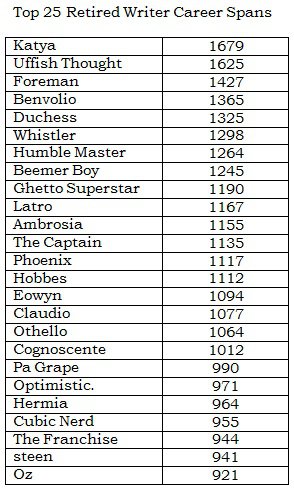 Top 25 Retired Writer Career Spans
Katya 1679
Uffish Thought 1625
Foreman 1427
Benvolio 1365
Duchess 1325
Whistler 1298
Humble Master 1264
Beemer Boy 1245
Ghetto Superstar 1190
Latro 1167
Ambrosia 1155
The Captain 1135
Phoenix 1117
Hobbes 1112
Eowyn 1094
Claudio 1077
Othello 1064
Cognoscente 1012
Pa Grape 990
Optimistic. 971
Hermia 964
Cubic Nerd 955
The Franchise 944
steen 941
Oz 921